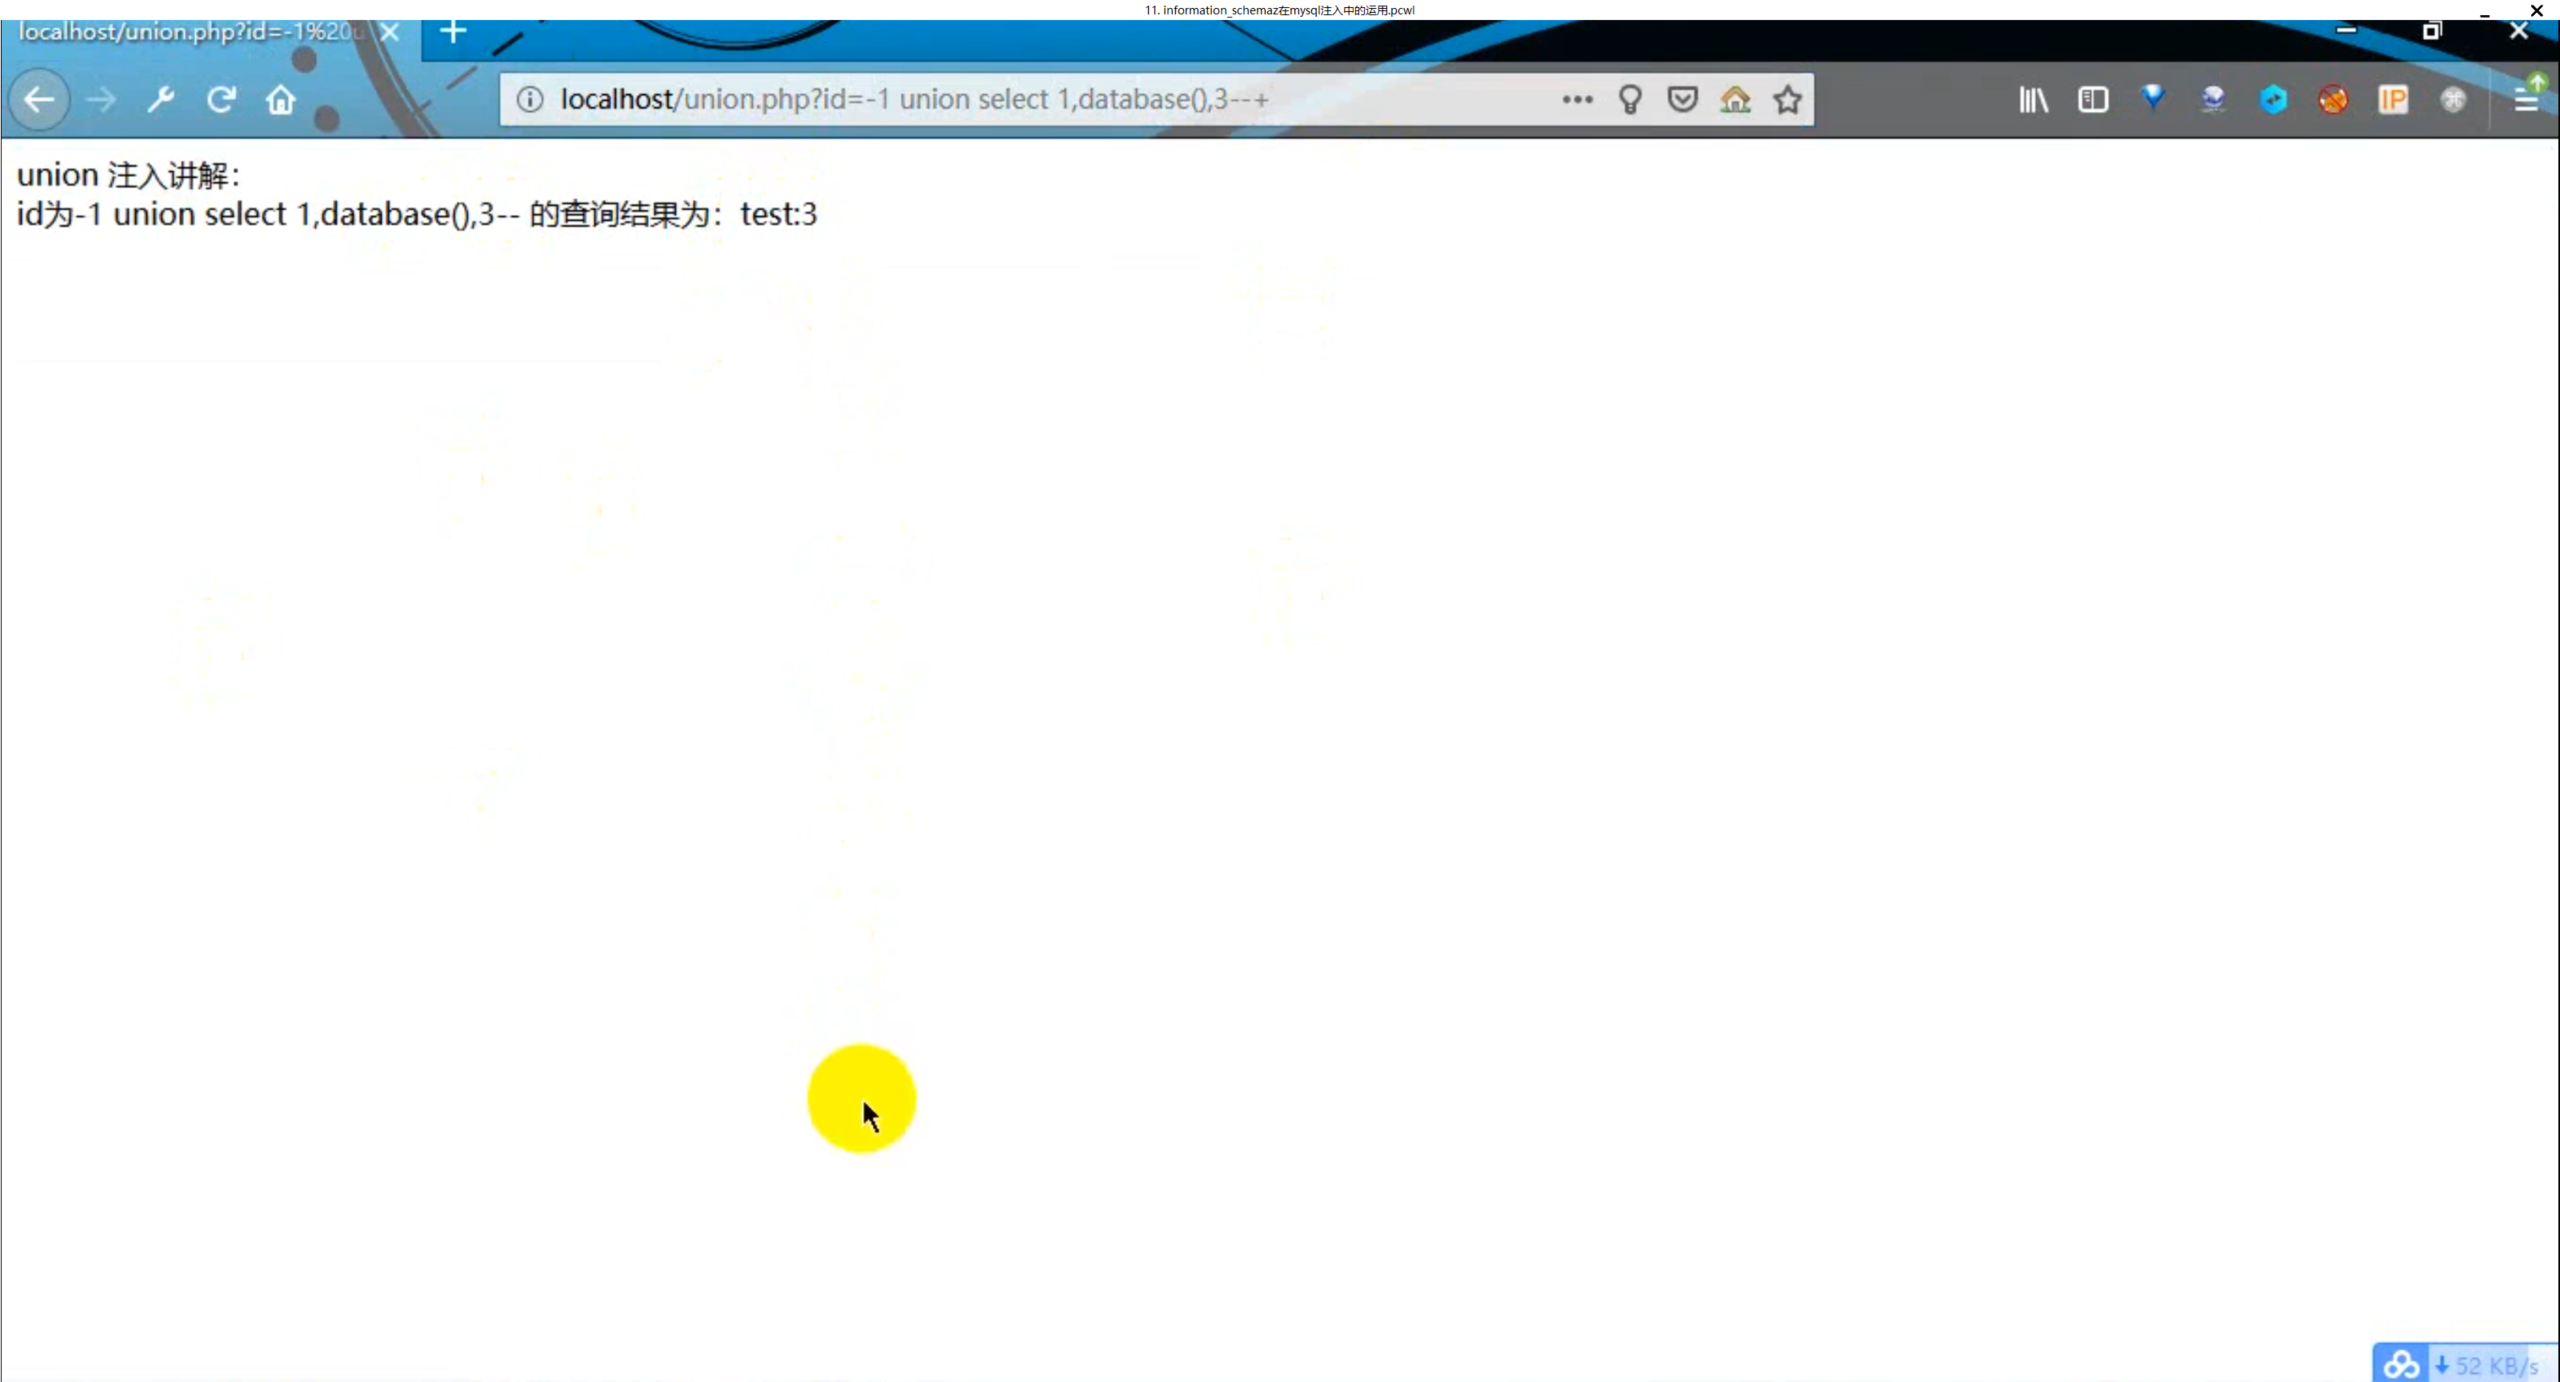 11. information_schemaz在mysql注入中的运用.pcwl
localhost/union.php?id=-1%20u
localhost/union.php?id=-1 union select 1,database(),3--+
IP
union 注入讲解：
id为-1 union select 1,database(),3-- 的查询结果为：test:3
52 KB/s